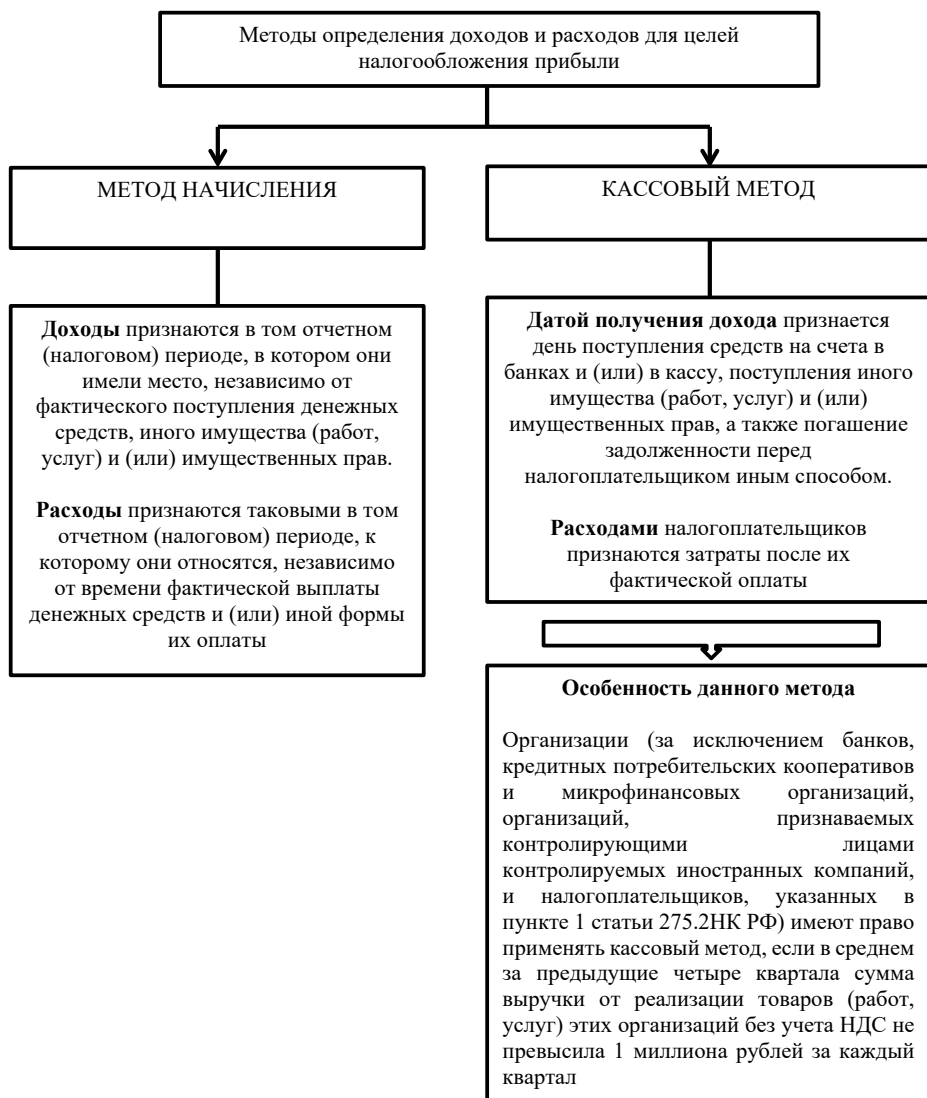 Методы определения доходов и расходов для целей
налогообложения прибыли
МЕТОД НАЧИСЛЕНИЯ
КАССОВЫЙ МЕТОД
Доходы признаются в том отчетном
(налоговом) периоде, в котором они
имели место, независимо от
фактического поступления денежных
средств, иного имущества (работ,
услуг) и (или) имущественных прав.
Расходы признаются таковыми в том
отчетном (налоговом) периоде, к
которому они относятся, независимо
от времени фактической выплаты
денежных средств и (или) иной формы
их оплаты
Датой получения дохода признается
день поступления средств на счета в
банках и (или) в кассу, поступления иного
имущества (работ, услуг) и (или)
имущественных прав, а также погашение
задолженности перед
налогоплательщиком иным способом.
Расходами налогоплательщиков
признаются затраты после их
фактической оплаты
Особенность данного метода
Организации (за исключением банков,
кредитных потребительских кооперативов
и микрофинансовых организаций,
организаций, признаваемых
контролирующими лицами
контролируемых иностранных компаний,
и налогоплательщиков, указанных в
пункте 1 статьи 275.2НК РФ) имеют право
применять кассовый метод, если в среднем
за предыдущие четыре квартала сумма
выручки от реализации товаров (работ,
услуг) этих организаций без учета НДС не
превысила 1 миллиона рублей за каждый
квартал